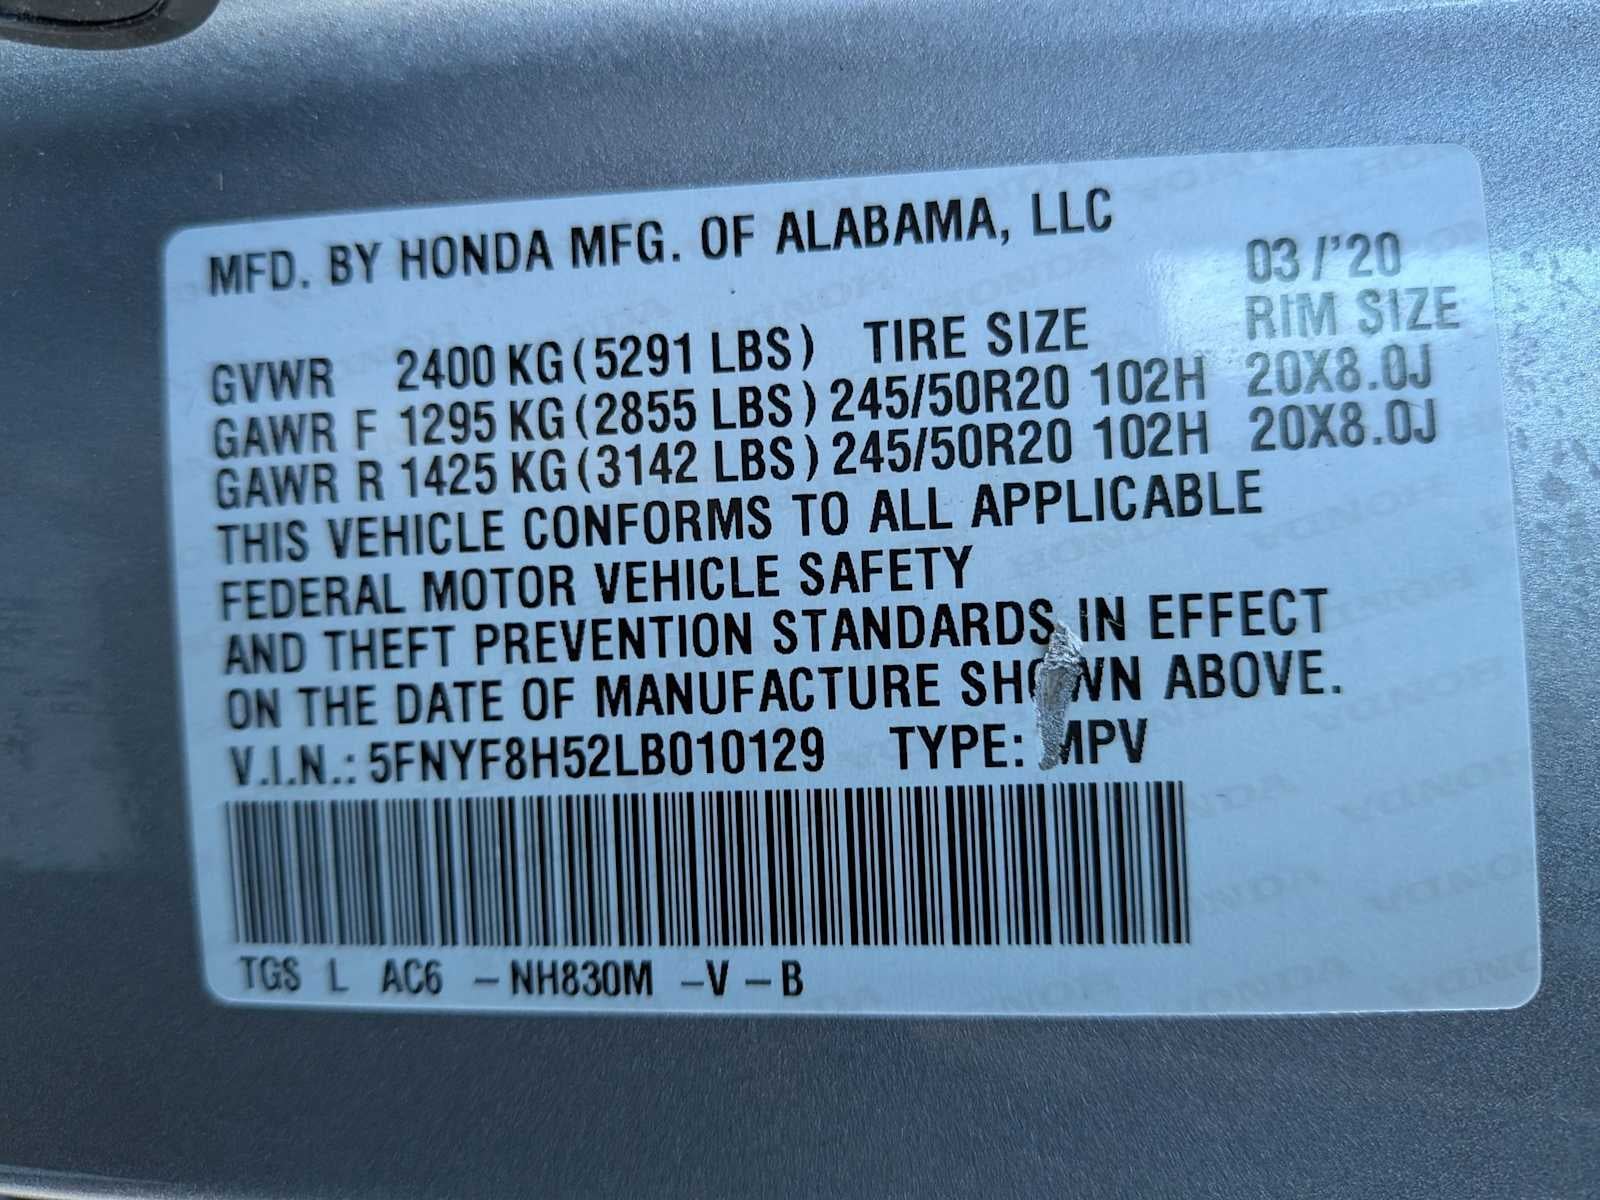 MFD. BY HONDA MFG. OF ALABAMA, LLC 03/'20
GVWR 2400 KG (5291 LBS) TIRE SIZE RIM SIZE
GAWR F 1295 KG (2855 LBS) 245/50R20 102H 20X8.0J
GAWR R 1425 KG (3142 LBS) 245/50R20 102H 20X8.0J
THIS VEHICLE CONFORMS TO ALL APPLICABLE
FEDERAL MOTOR VEHICLE SAFETY
AND THEFT PREVENTION STANDARDS IN EFFECT
ON THE DATE OF MANUFACTURE SHOWN ABOVE.
V.I.N.: 5FNYF8H52LB010129 TYPE: MPV
TGS L AC6 -NH830M -V-B